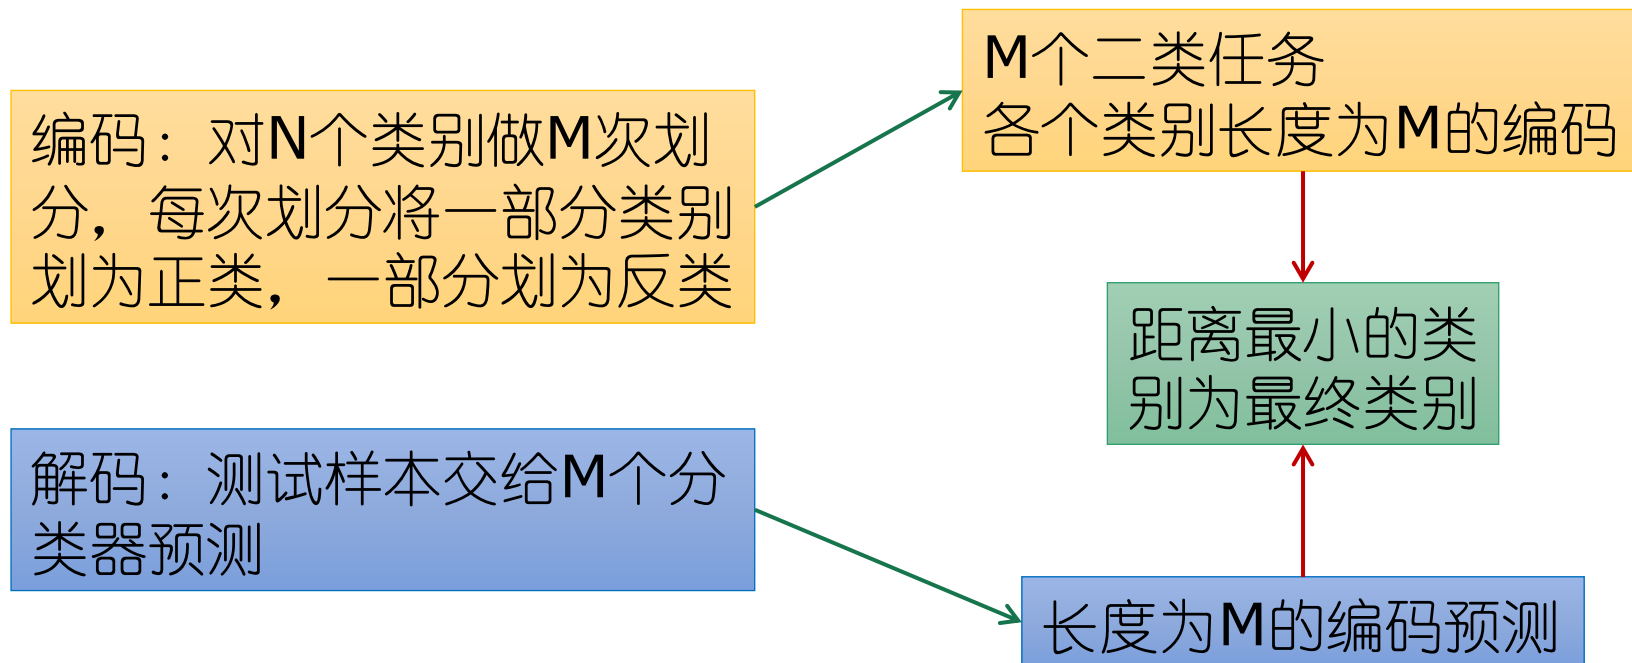 编码：对N个类别做M次划
分，每次划分将一部分类别
划为正类，一部分划为反类
M个二类任务
各个类别长度为M的编码
距离最小的类
别为最终类别
解码：测试样本交给M个分
类器预测
长度为M的编码预测